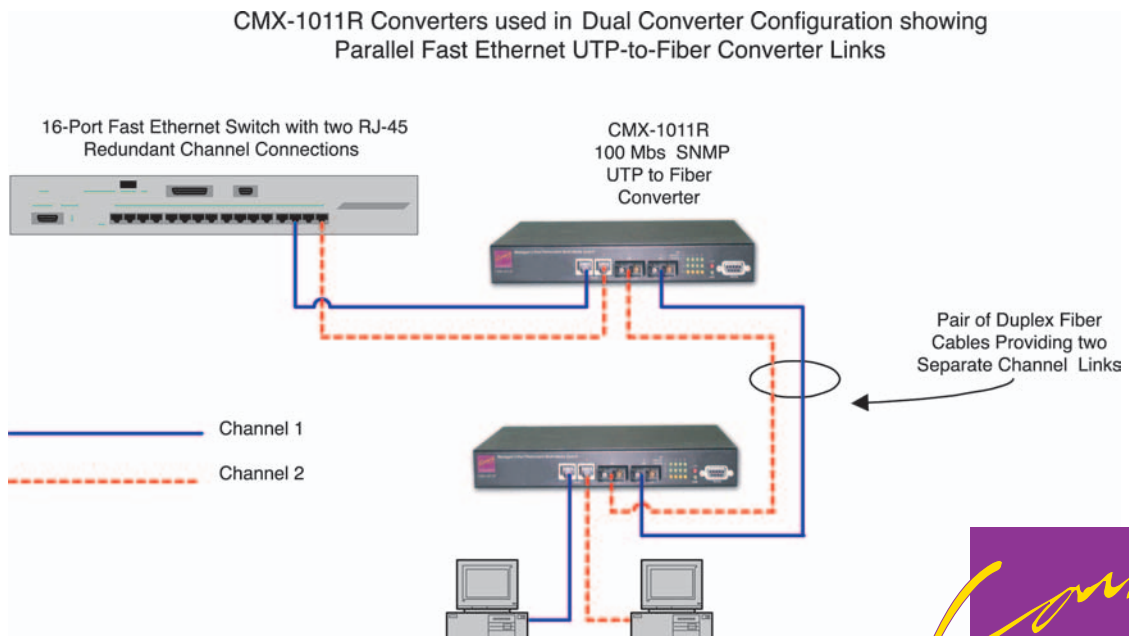 CMX-1011R Converters used in Dual Converter Configuration showing
Parallel Fast Ethernet UTP-to-Fiber Converter Links
16-Port Fast Ethernet Switch with two RJ-45
Redundant Channel Connections
CMX-1011R
100 Mbs SNMP
UTP to Fiber
Converter
Pair of Duplex Fiber
Cables Providing two
Separate Channel Links
Channel 1
Channel 2